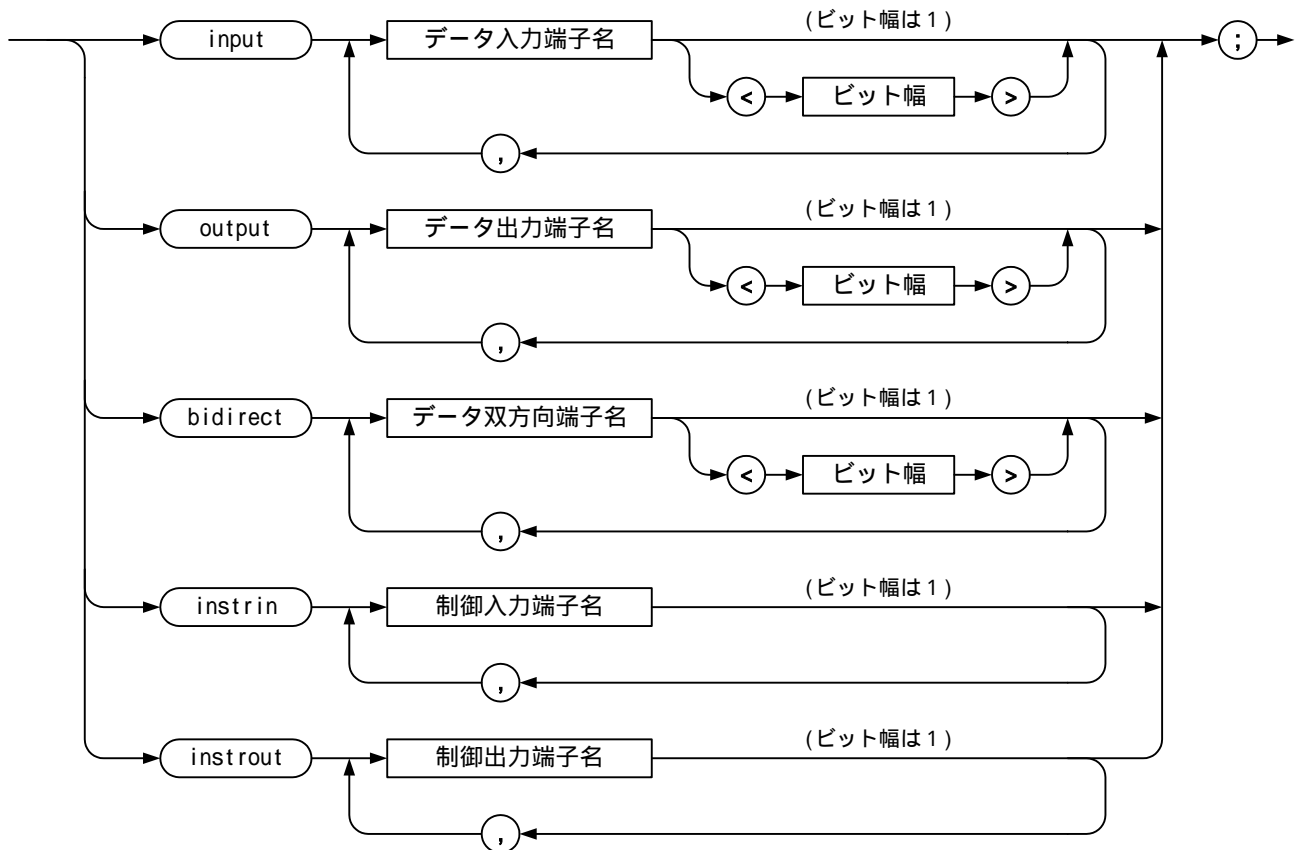 (ビット幅は1)
input データ入力端子名 ;
< ビット幅 >
,
(ビット幅は1)
output データ出力端子名
< ビット幅 >
,
(ビット幅は1)
bidirect データ双方向端子名
< ビット幅 >
,
(ビット幅は1)
instrin 制御入力端子名
,
(ビット幅は1)
instrout 制御出力端子名
,